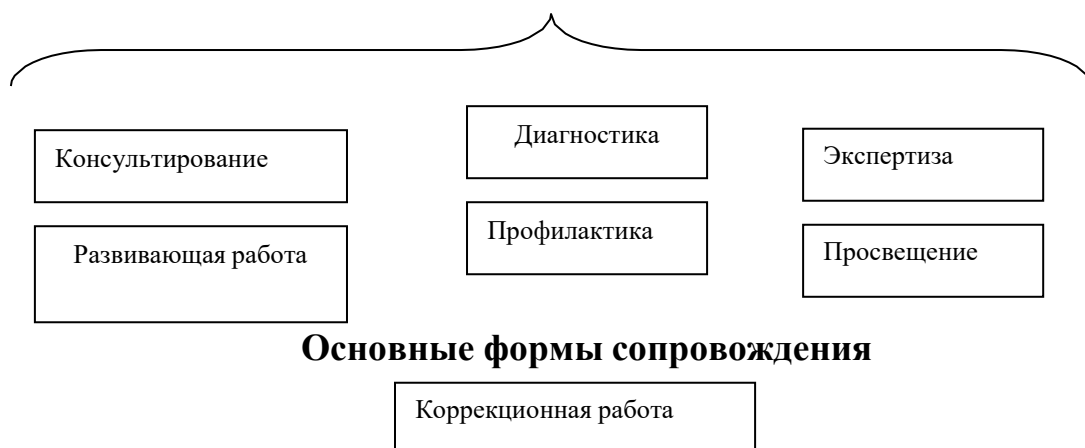 Консультирование
Диагностика
Экспертиза
Развивающая работа
Профилактика
Просвещение
Основные формы сопровождения
Коррекционная работа